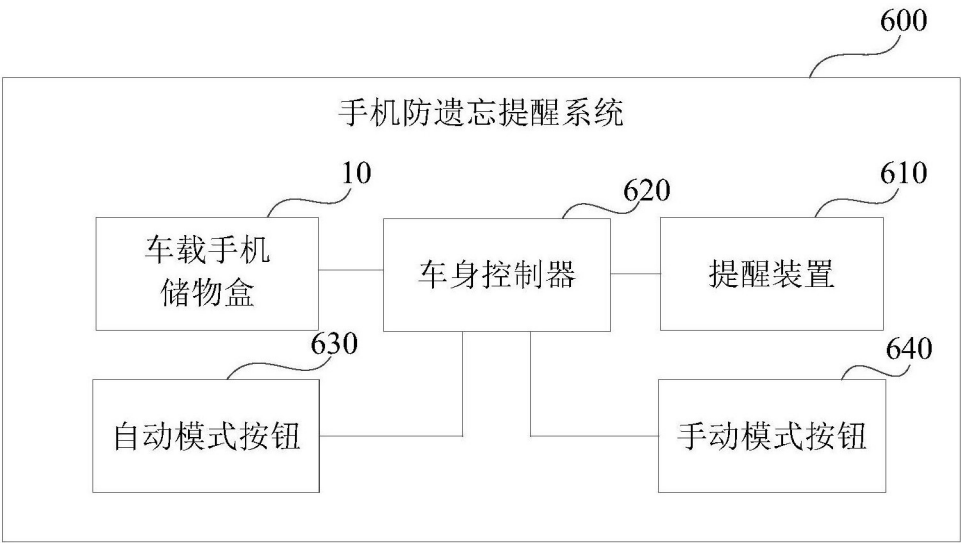 600
手机防遗忘提醒系统
10
620
610
车载手机
储物盒
车身控制器
提醒装置
630
640
自动模式按钮
手动模式按钮